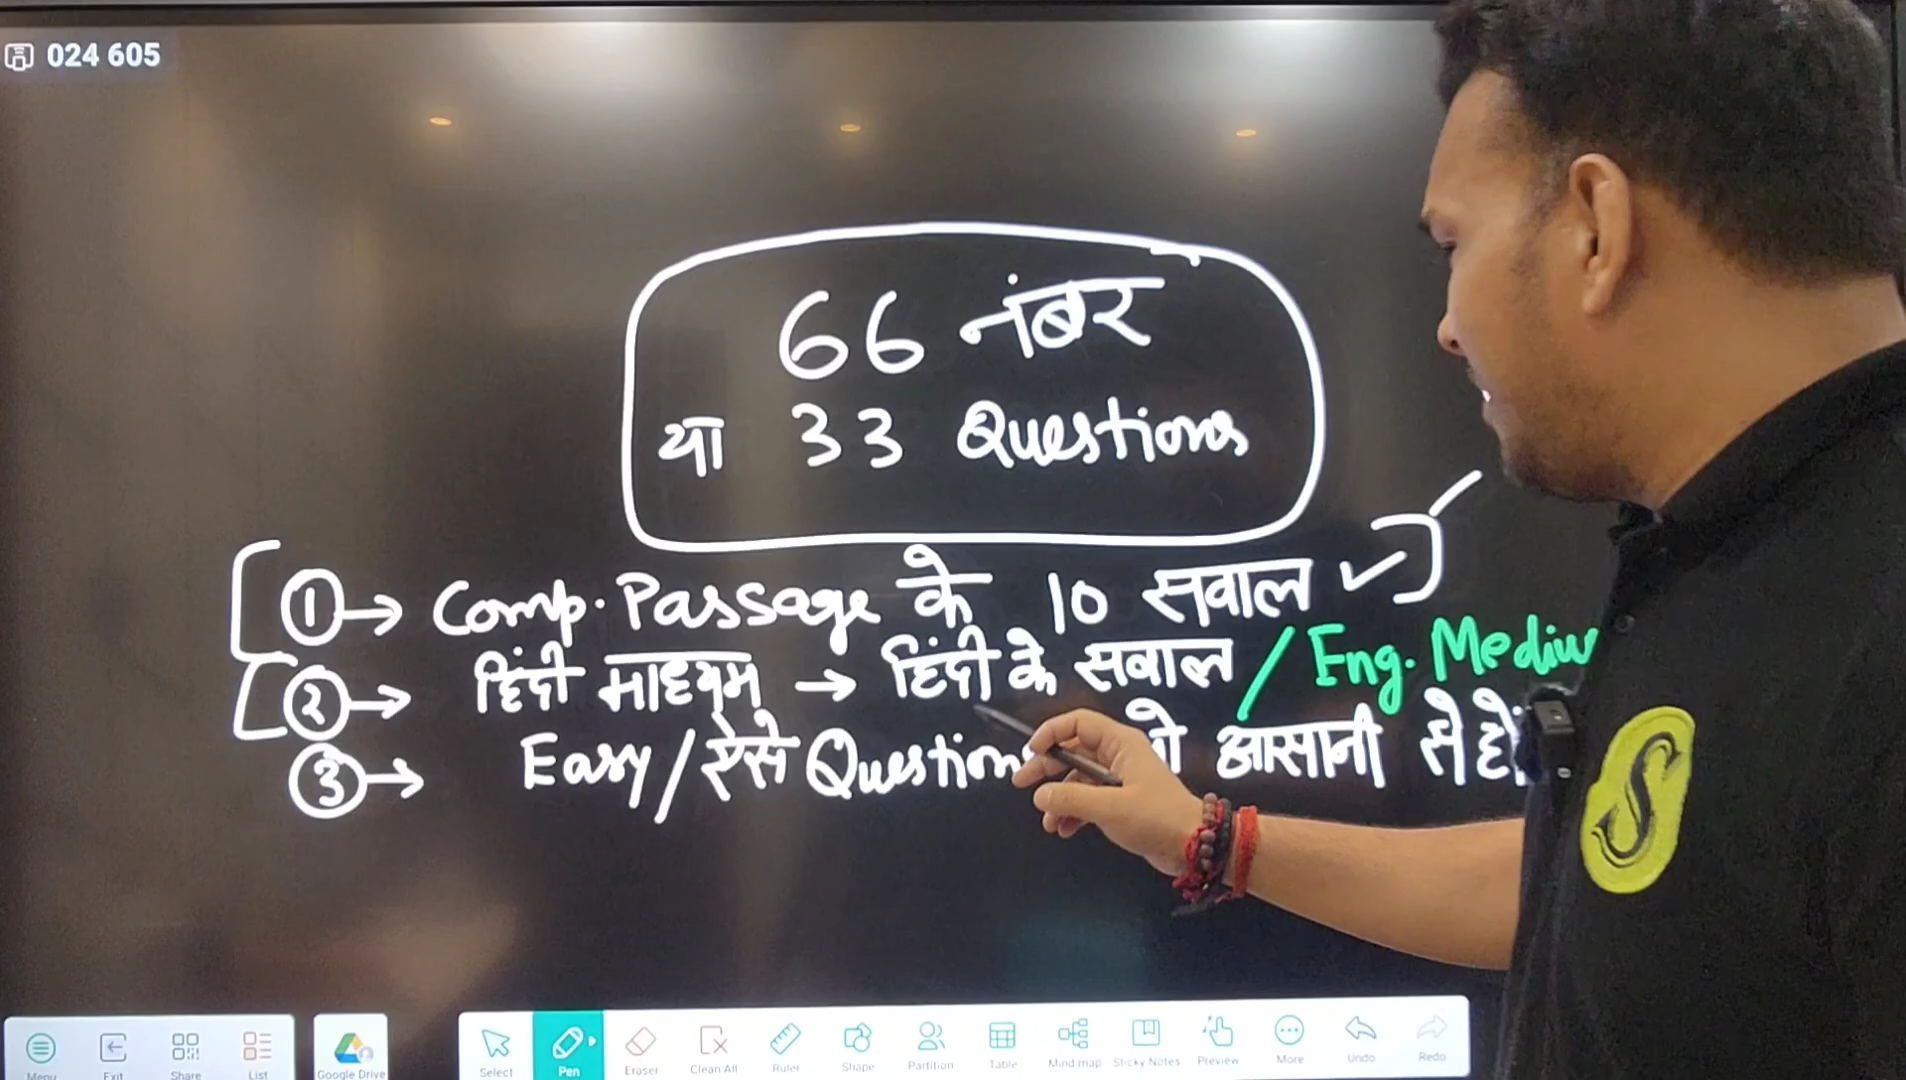 024 605
66 नंबर
या 33 Questions
① → Comp. Passage के 10 सवाल ✓
② → हिंदी माध्यम → हिंदी के सवाल / Eng. Mediu
③ → Easy / ऐसे Question आसानी से
S
Menu Exit Share List Google Drive Select Pen Eraser Clean All Ruler Shape Partition Table Mind map Sticky Notes Preview More Undo Redo